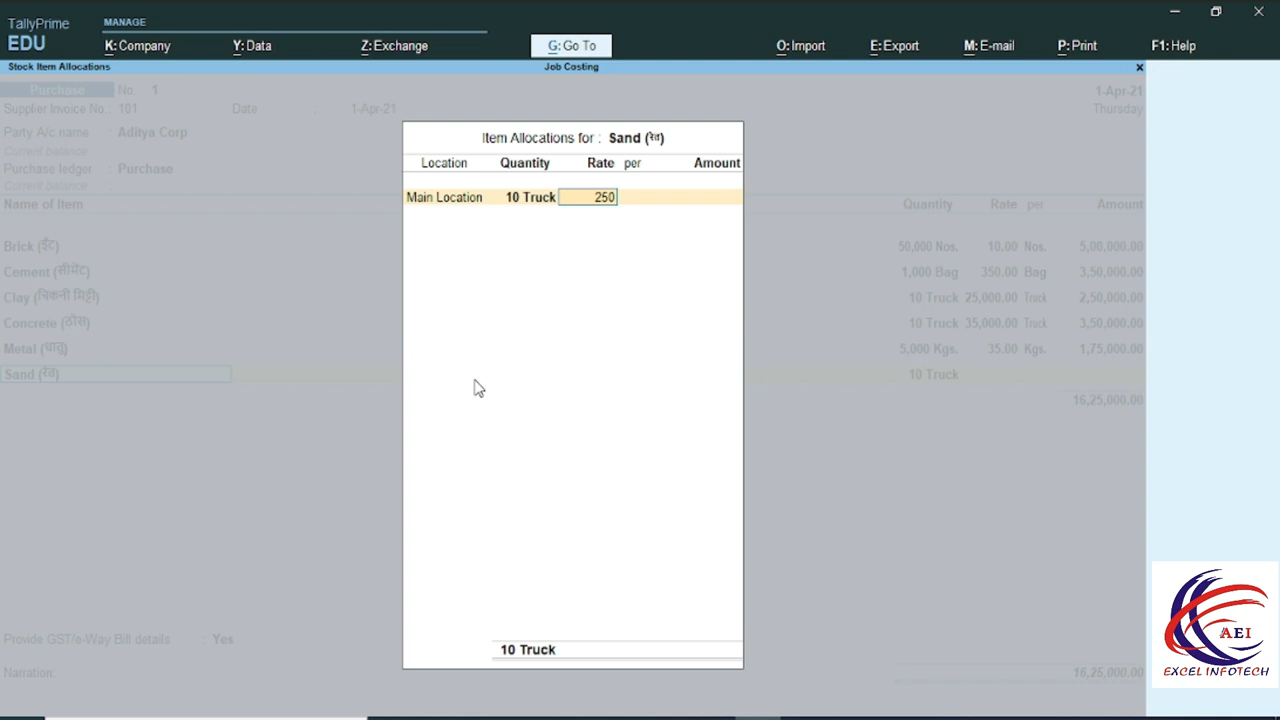 TallyPrime
EDU
MANAGE
K: Company
Y: Data
Z: Exchange
G: Go To
O: Import
E: Export
M: E-mail
P: Print
F1: Help
Stock Item Allocations
Job Costing
Purchase No. 1
1-Apr-21
Supplier Invoice No.. 101 Date . 1-Apr-21
Thursday
Party A/c name : Aditya Corp
Current balance :
Purchase ledger : Purchase
Current balance :
Name of Item Quantity Rate per Amount
Brick (ईंट) 50,000 Nos. 10.00 Nos. 5,00,000.00
Cement (सीमेंट) 1,000 Bag 350.00 Bag 3,50,000.00
Clay (चिकनी मिट्टी) 10 Truck 25,000.00 Truck 2,50,000.00
Concrete (ठोस) 10 Truck 35,000.00 Truck 3,50,000.00
Metal (धातु) 5,000 Kgs. 35.00 Kgs. 1,75,000.00
Sand (रेत) 10 Truck
16,25,000.00
Item Allocations for : Sand (रेत)
Location Quantity Rate per Amount
Main Location 10 Truck 250
10 Truck
Provide GST/e-Way Bill details : Yes
Narration:
16,25,000.00
AEI
EXCEL INFOTECH